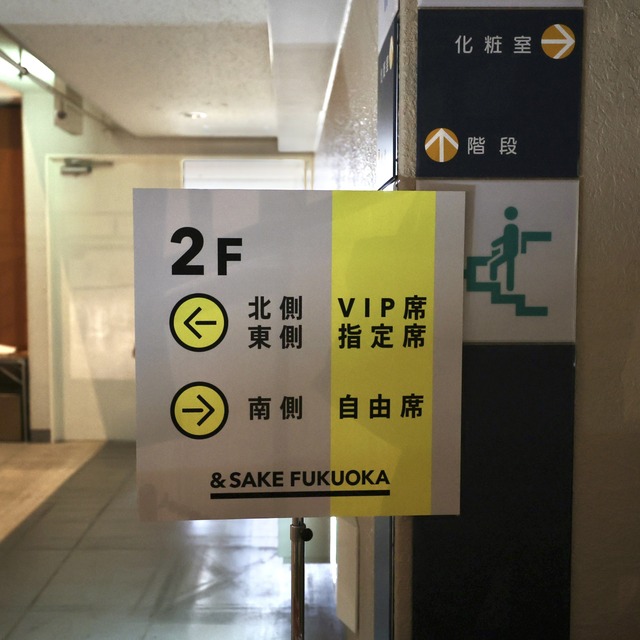 化粧室
階段
2F
北側 VIP席
東側 指定席
南側 自由席
& SAKE FUKUOKA